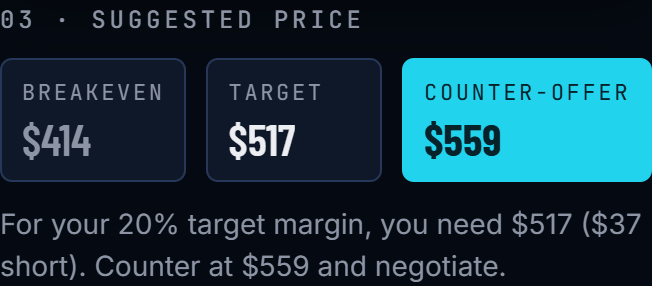 03 · SUGGESTED PRICE
BREAKEVEN TARGET COUNTER-OFFER
$414 $517 $559
For your 20% target margin, you need $517 ($37
short). Counter at $559 and negotiate.